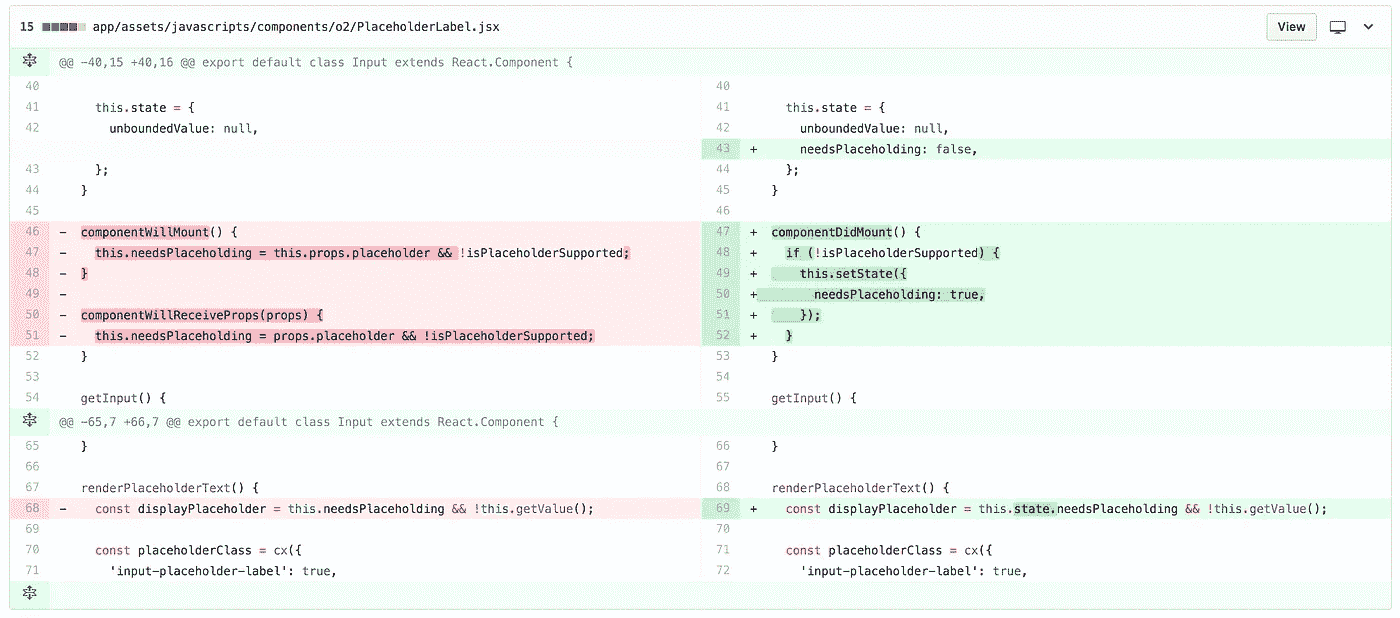 15 app/assets/javascripts/components/o2/PlaceholderLabel.jsx View
@@ -40,15 +40,16 @@ export default class Input extends React.Component {
40 40
41 this.state = { 41 this.state = {
42 unboundedValue: null, 42 unboundedValue: null,
43 + needsPlaceholding: false,
43 }; 44 };
44 } 45 }
45 46
46 - componentWillMount() { 47 + componentDidMount() {
47 - this.needsPlaceholding = this.props.placeholder && !isPlaceholderSupported; 48 + if (!isPlaceholderSupported) {
48 - } 49 + this.setState({
49 - 50 + needsPlaceholding: true,
50 - componentWillReceiveProps(props) { 51 + });
51 - this.needsPlaceholding = props.placeholder && !isPlaceholderSupported; 52 + }
52 } 53 }
53 54
54 getInput() { 55 getInput() {
@@ -65,7 +66,7 @@ export default class Input extends React.Component {
65 } 66 }
66 67
67 renderPlaceholderText() { 68 renderPlaceholderText() {
68 - const displayPlaceholder = this.needsPlaceholding && !this.getValue(); 69 + const displayPlaceholder = this.state.needsPlaceholding && !this.getValue();
69 70
70 const placeholderClass = cx({ 71 const placeholderClass = cx({
71 'input-placeholder-label': true, 72 'input-placeholder-label': true,